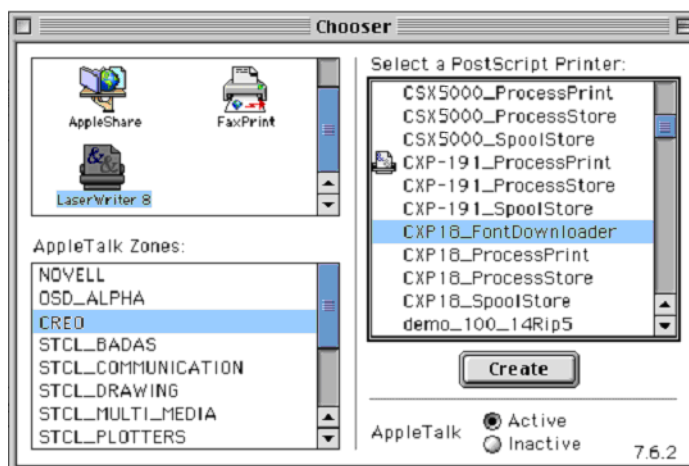 Chooser
AppleShare
FaxPrint
LaserWriter 8
AppleTalk Zones:
NOVELL
OSD_ALPHA
CREO
STCL_BADAS
STCL_COMMUNICATION
STCL_DRAWING
STCL_MULTI_MEDIA
STCL_PLOTTERS
Select a PostScript Printer:
CSX5000_ProcessPrint
CSX5000_ProcessStore
CSX5000_SpoolStore
CXP-191_ProcessPrint
CXP-191_ProcessStore
CXP-191_SpoolStore
CXP18_FontDownloader
CXP18_ProcessPrint
CXP18_ProcessStore
CXP18_SpoolStore
demo_100_14Rip5
Create
AppleTalk
Active
Inactive
7.6.2